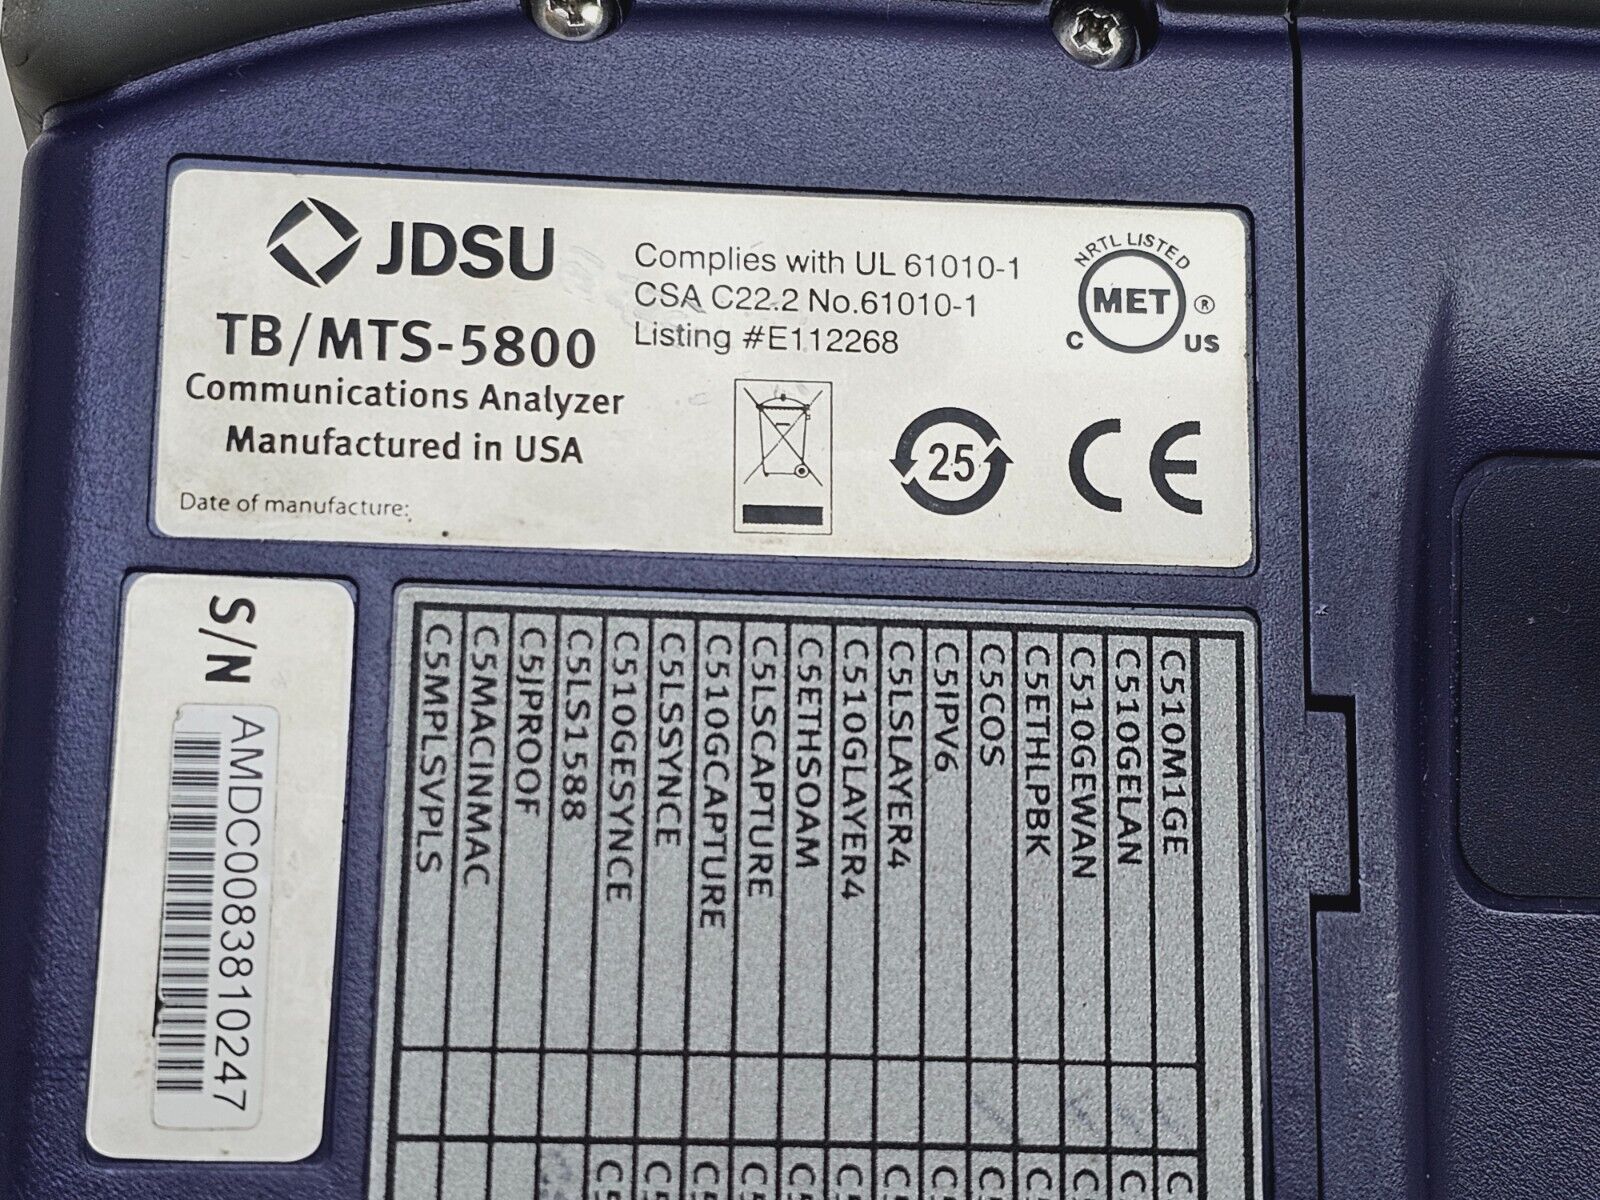 JDSU
TB/MTS-5800
Communications Analyzer
Manufactured in USA
Date of manufacture:
Complies with UL 61010-1
CSA C22.2 No.61010-1
Listing #E112268
NRTL LISTED
MET ®
C US
25
CE
S/N
AMDC0083810247
C510M1GE
C510GELAN
C510GEWAN
C5ETHLPBK
C5COS
C5IPV6
C5LSLAYER4
C510GLAYER4
C5ETHSOAM
C5LSCAPTURE
C510GCAPTURE
C5LSSYNCE
C510GESYNCE
C5LS1588
C5JPROOF
C5MACINMAC
C5MPLSVPLS